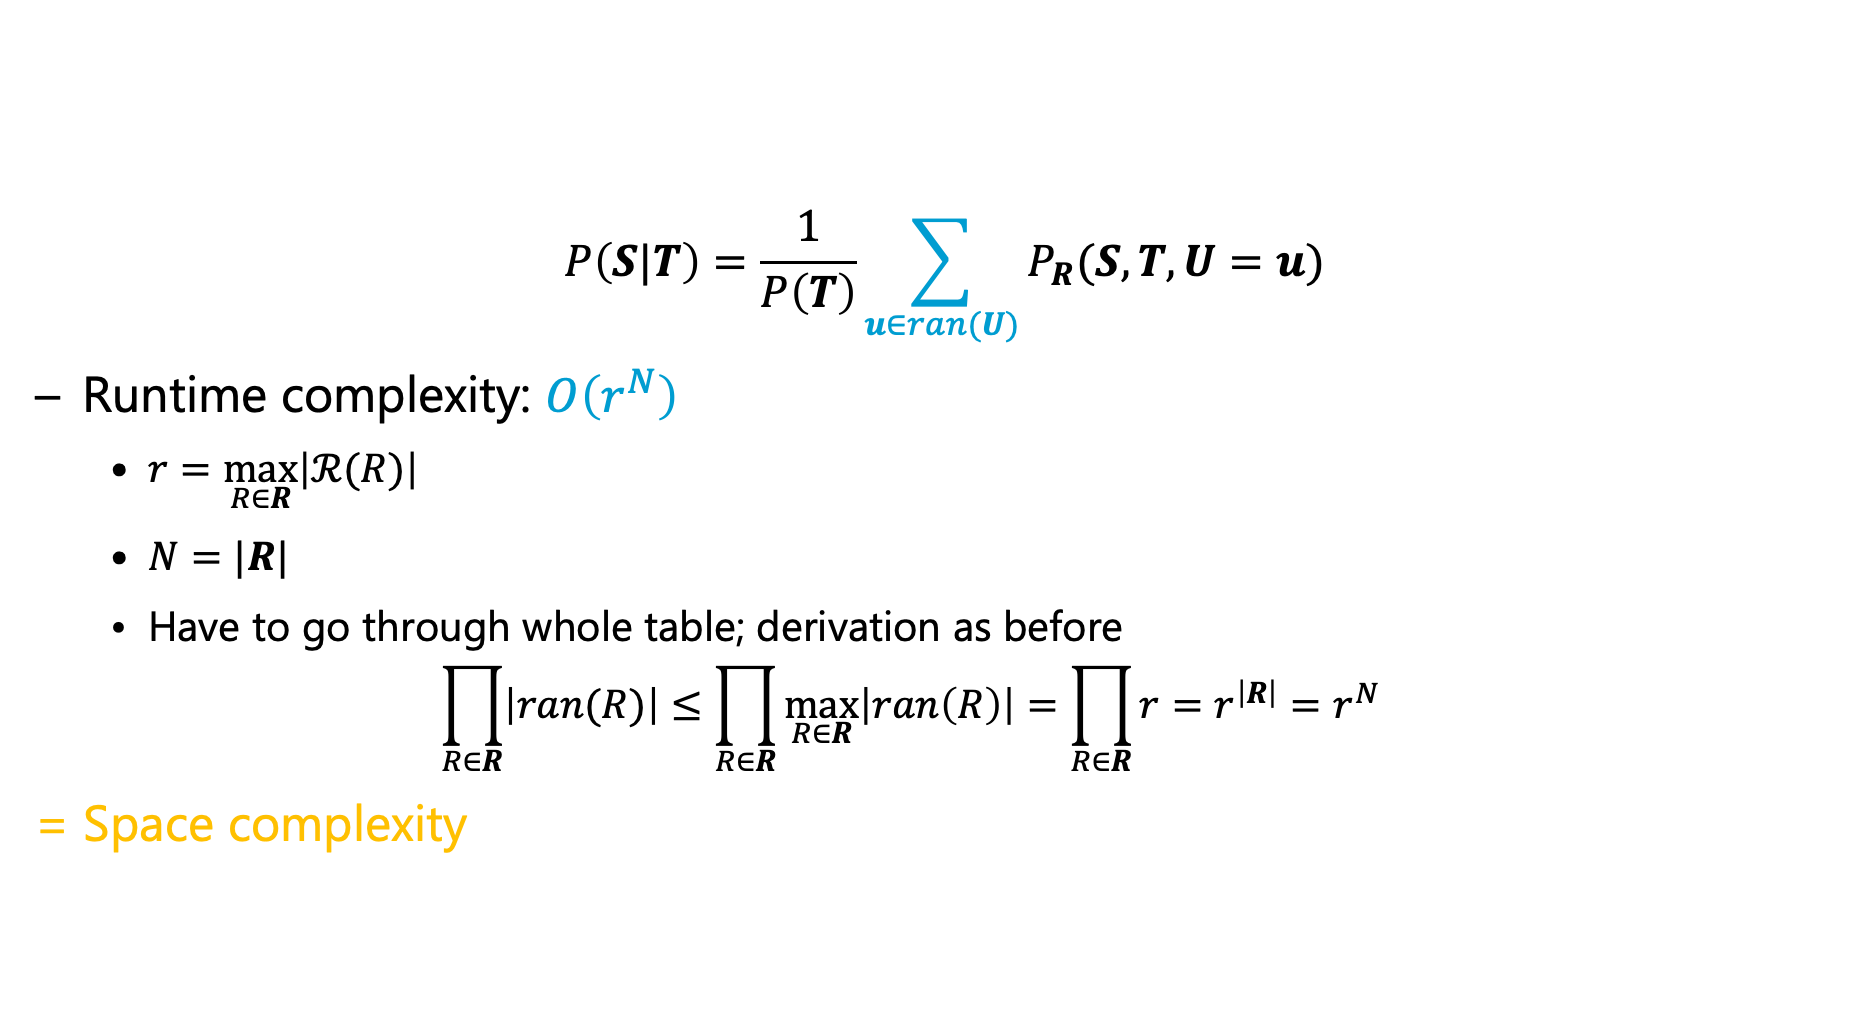 P(S|T) = 1/P(T) ∑_{u∈ran(U)} P_R(S, T, U = u)
– Runtime complexity: O(r^N)
• r = max_{R∈R} |ℛ(R)|
• N = |R|
• Have to go through whole table; derivation as before
∏_{R∈R} |ran(R)| ≤ ∏_{R∈R} max_{R∈R} |ran(R)| = ∏_{R∈R} r = r^{|R|} = r^N
= Space complexity